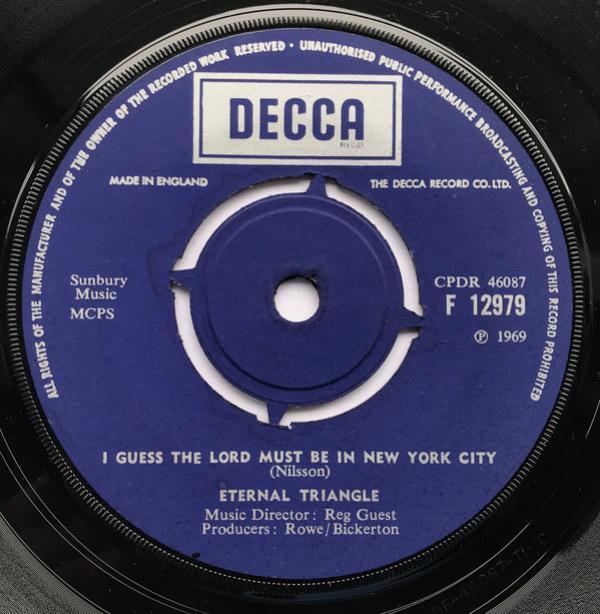 ALL RIGHTS OF THE MANUFACTURER AND OF THE OWNER OF THE RECORDED WORK RESERVED · UNAUTHORISED PUBLIC PERFORMANCE BROADCASTING AND COPYING OF THIS RECORD PROHIBITED
DECCA
REGD
MADE IN ENGLAND
THE DECCA RECORD CO. LTD.
Sunbury
Music
MCPS
CPDR 46087
F 12979
Ⓟ 1969
I GUESS THE LORD MUST BE IN NEW YORK CITY
(Nilsson)
ETERNAL TRIANGLE
Music Director: Reg Guest
Producers: Rowe/Bickerton